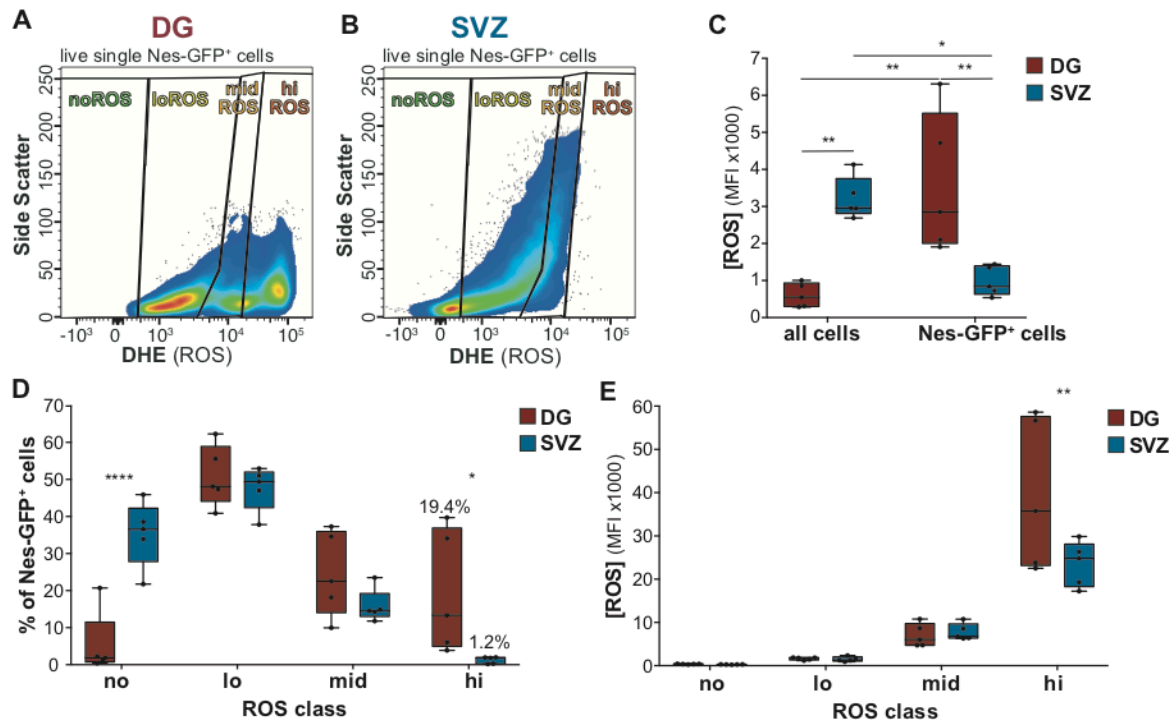 A
DG
live single Nes-GFP⁺ cells
250
200
150
100
50
0
Side Scatter
noROS
loROS
mid
ROS
hi
ROS
-10³
0
10³
10⁴
10⁵
DHE (ROS)
B
SVZ
live single Nes-GFP⁺ cells
250
200
150
100
50
0
Side Scatter
noROS
loROS
mid
ROS
hi
ROS
-10³
0
10³
10⁴
10⁵
DHE (ROS)
C
[ROS] (MFI x1000)
7
6
5
4
3
2
1
0
*
** **
**
DG
SVZ
all cells
Nes-GFP⁺ cells
D
% of Nes-GFP⁺ cells
70
60
50
40
30
20
10
0
****
19.4%
*
1.2%
DG
SVZ
no lo mid hi
ROS class
E
[ROS] (MFI x1000)
60
50
40
30
20
10
0
**
DG
SVZ
no lo mid hi
ROS class